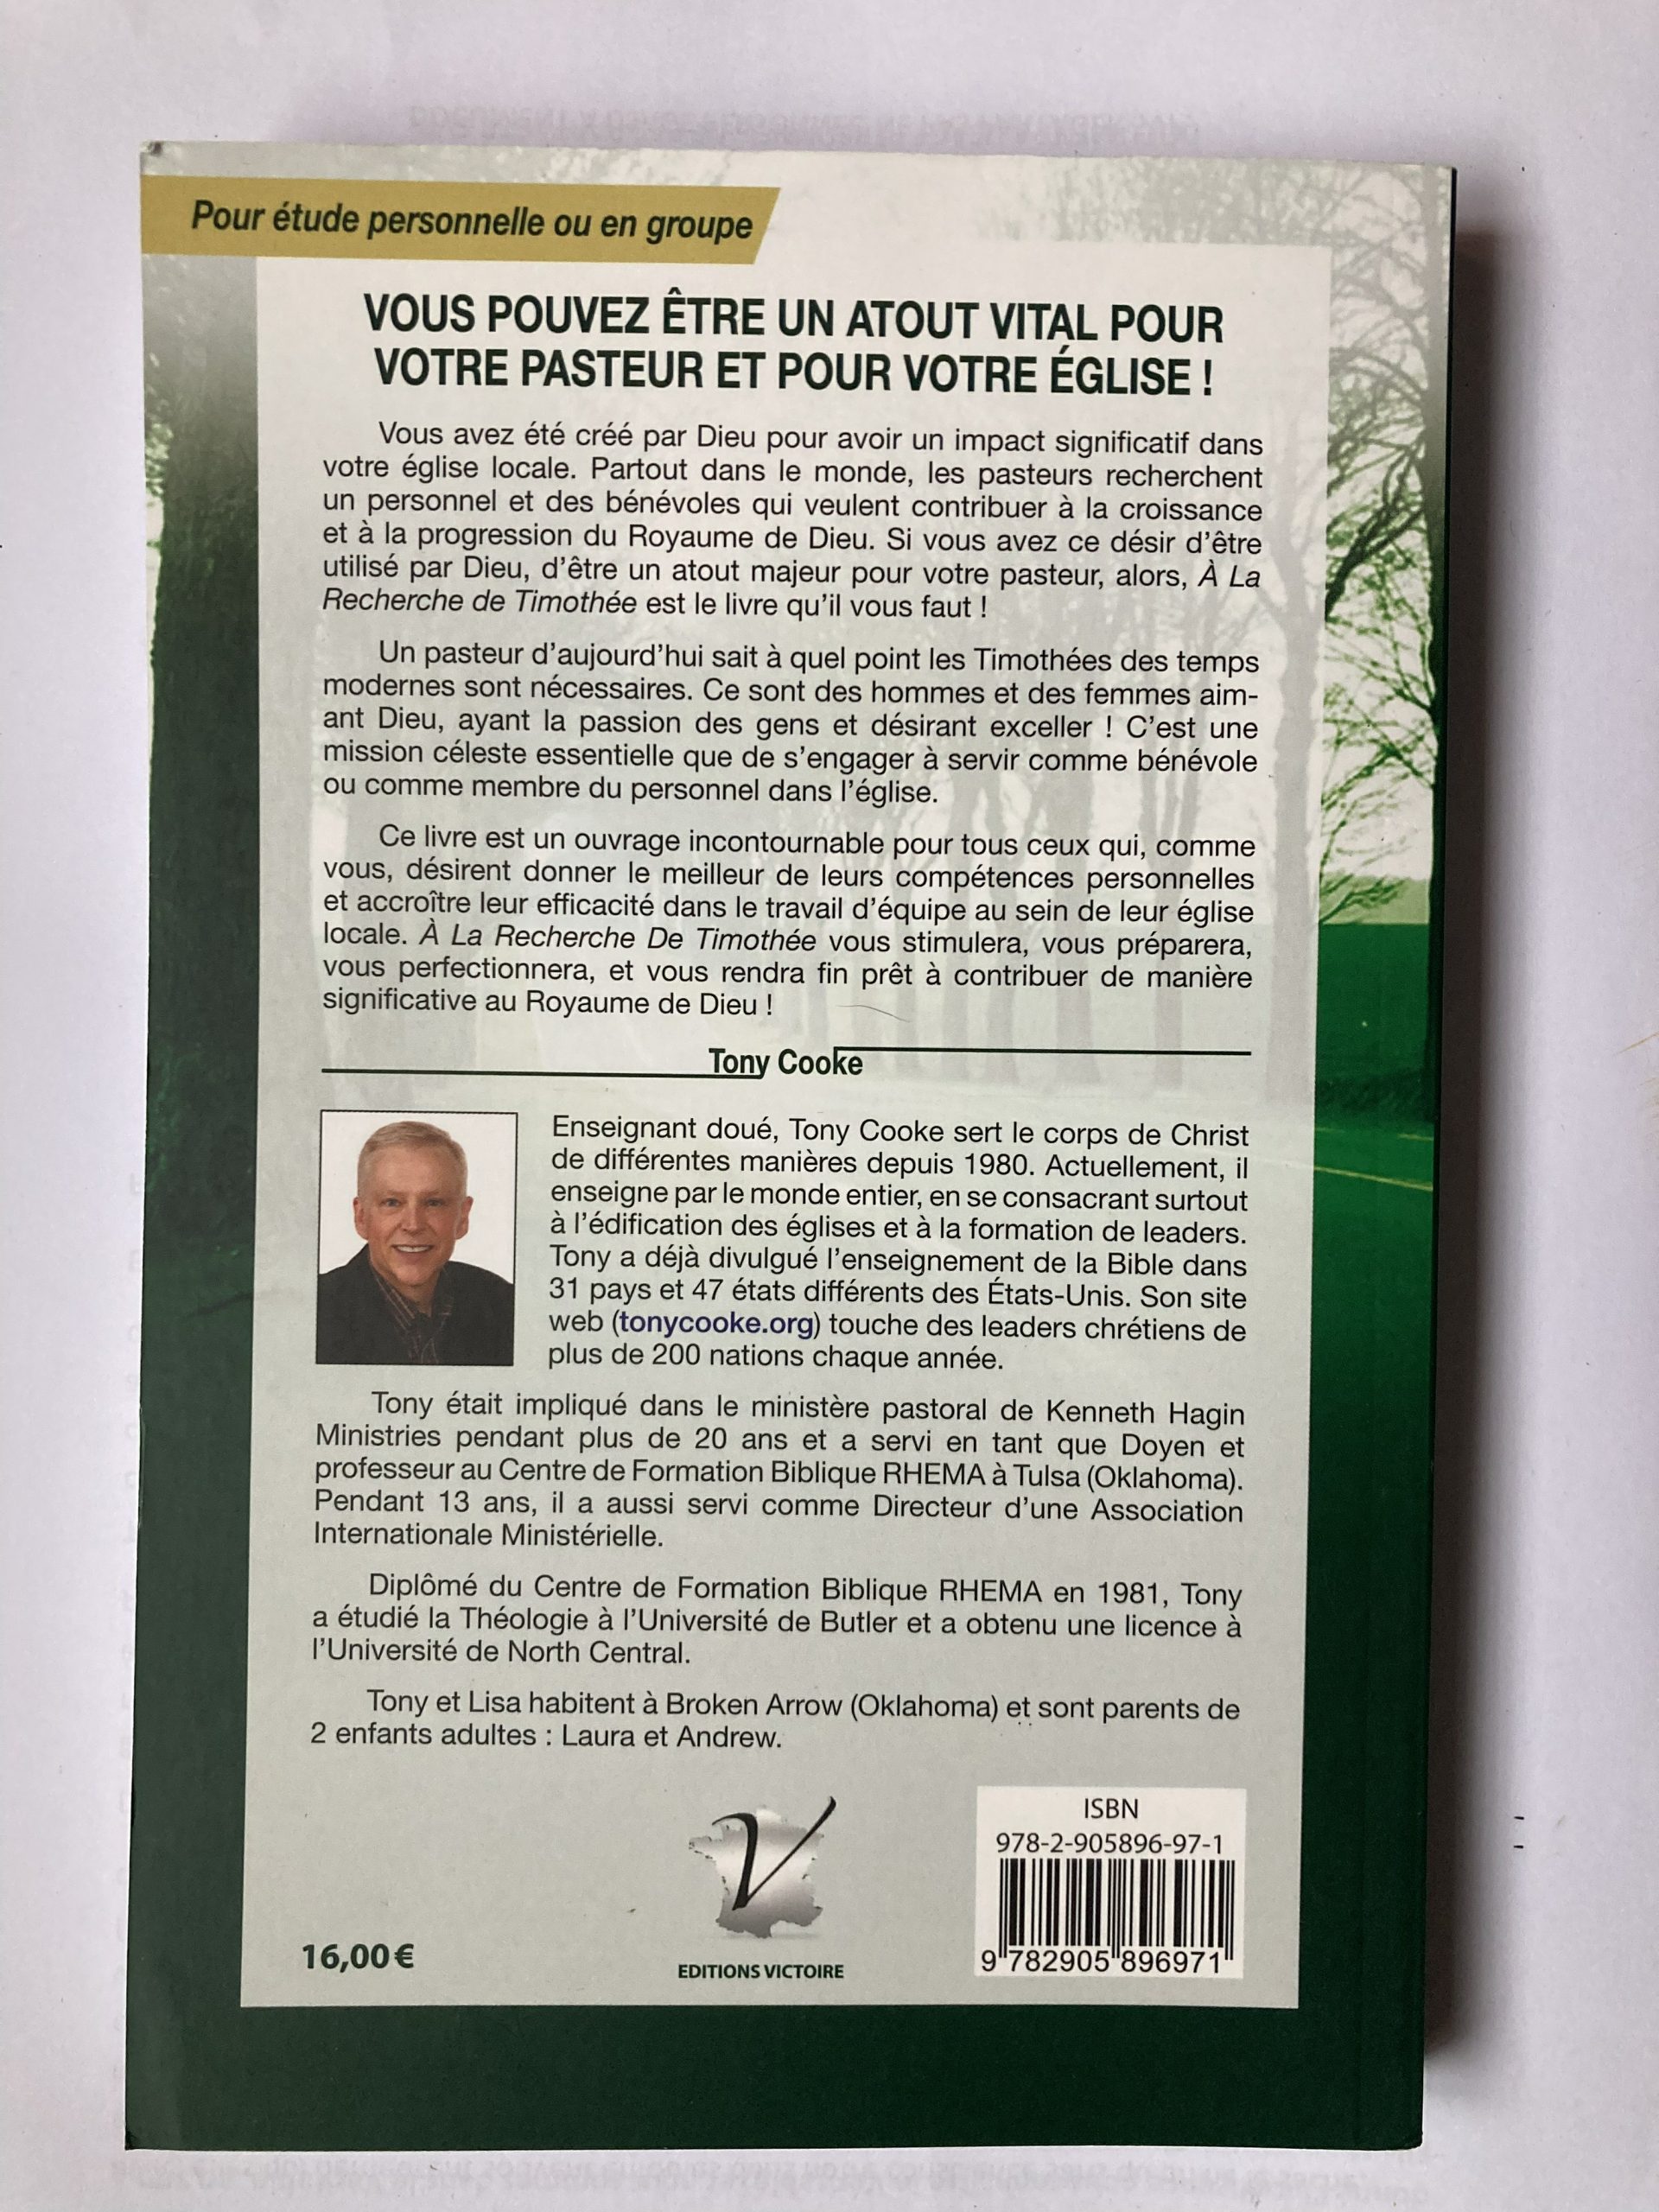 Pour étude personnelle ou en groupe
VOUS POUVEZ ÊTRE UN ATOUT VITAL POUR
VOTRE PASTEUR ET POUR VOTRE ÉGLISE !
Vous avez été créé par Dieu pour avoir un impact significatif dans
votre église locale. Partout dans le monde, les pasteurs recherchent
un personnel et des bénévoles qui veulent contribuer à la croissance
et à la progression du Royaume de Dieu. Si vous avez ce désir d'être
utilisé par Dieu, d'être un atout majeur pour votre pasteur, alors, À La
Recherche de Timothée est le livre qu'il vous faut !
Un pasteur d'aujourd'hui sait à quel point les Timothées des temps
modernes sont nécessaires. Ce sont des hommes et des femmes aim-
ant Dieu, ayant la passion des gens et désirant exceller ! C'est une
mission céleste essentielle que de s'engager à servir comme bénévole
ou comme membre du personnel dans l'église.
Ce livre est un ouvrage incontournable pour tous ceux qui, comme
vous, désirent donner le meilleur de leurs compétences personnelles
et accroître leur efficacité dans le travail d'équipe au sein de leur église
locale. À La Recherche De Timothée vous stimulera, vous préparera,
vous perfectionnera, et vous rendra fin prêt à contribuer de manière
significative au Royaume de Dieu !
Tony Cooke
Enseignant doué, Tony Cooke sert le corps de Christ
de différentes manières depuis 1980. Actuellement, il
enseigne par le monde entier, en se consacrant surtout
à l'édification des églises et à la formation de leaders.
Tony a déjà divulgué l'enseignement de la Bible dans
31 pays et 47 états différents des États-Unis. Son site
web (tonycooke.org) touche des leaders chrétiens de
plus de 200 nations chaque année.
Tony était impliqué dans le ministère pastoral de Kenneth Hagin
Ministries pendant plus de 20 ans et a servi en tant que Doyen et
professeur au Centre de Formation Biblique RHEMA à Tulsa (Oklahoma).
Pendant 13 ans, il a aussi servi comme Directeur d'une Association
Internationale Ministérielle.
Diplômé du Centre de Formation Biblique RHEMA en 1981, Tony
a étudié la Théologie à l'Université de Butler et a obtenu une licence à
l'Université de North Central.
Tony et Lisa habitent à Broken Arrow (Oklahoma) et sont parents de
2 enfants adultes : Laura et Andrew.
V
EDITIONS VICTOIRE
16,00 €
ISBN
978-2-905896-97-1
9 782905 896971